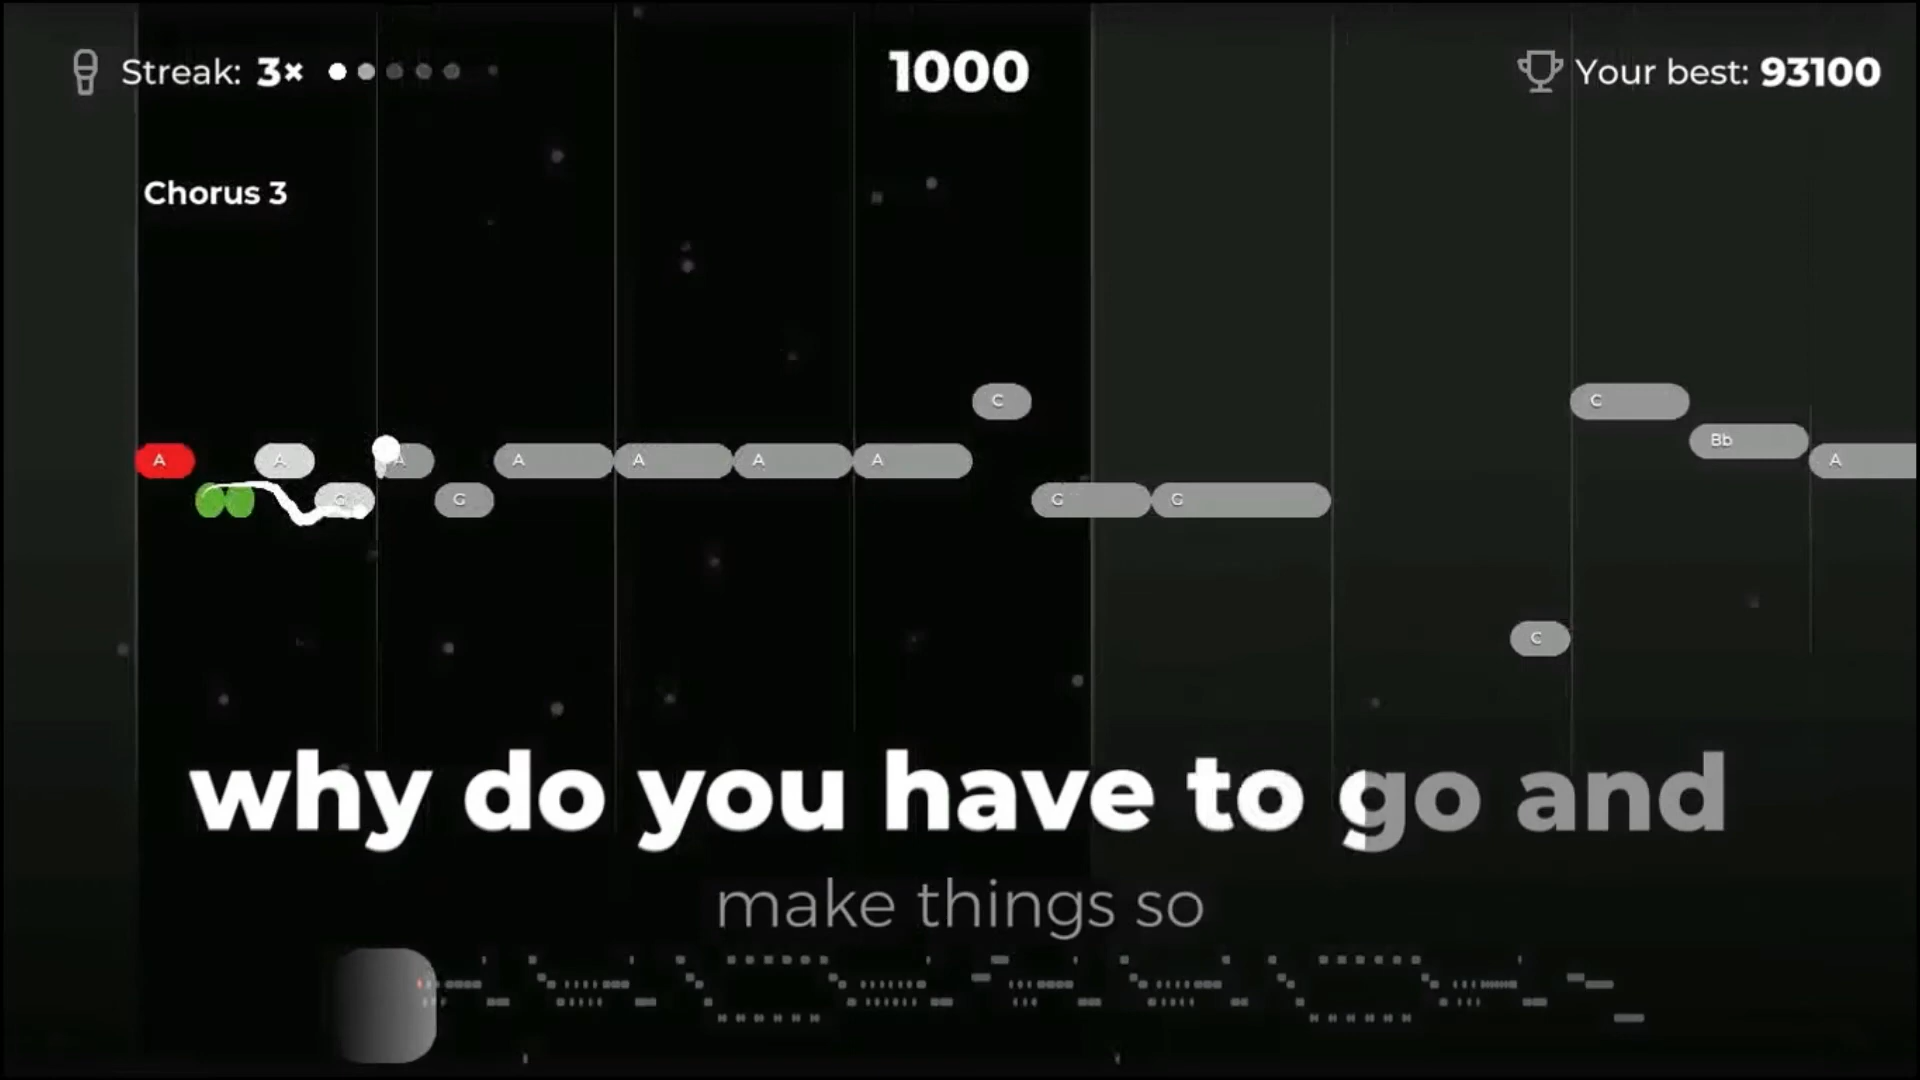 Streak: 3× 1000 Your best: 93100
Chorus 3
C C
Bb
A A A A A A A A
G G G G
C
why do you have to go and
make things so